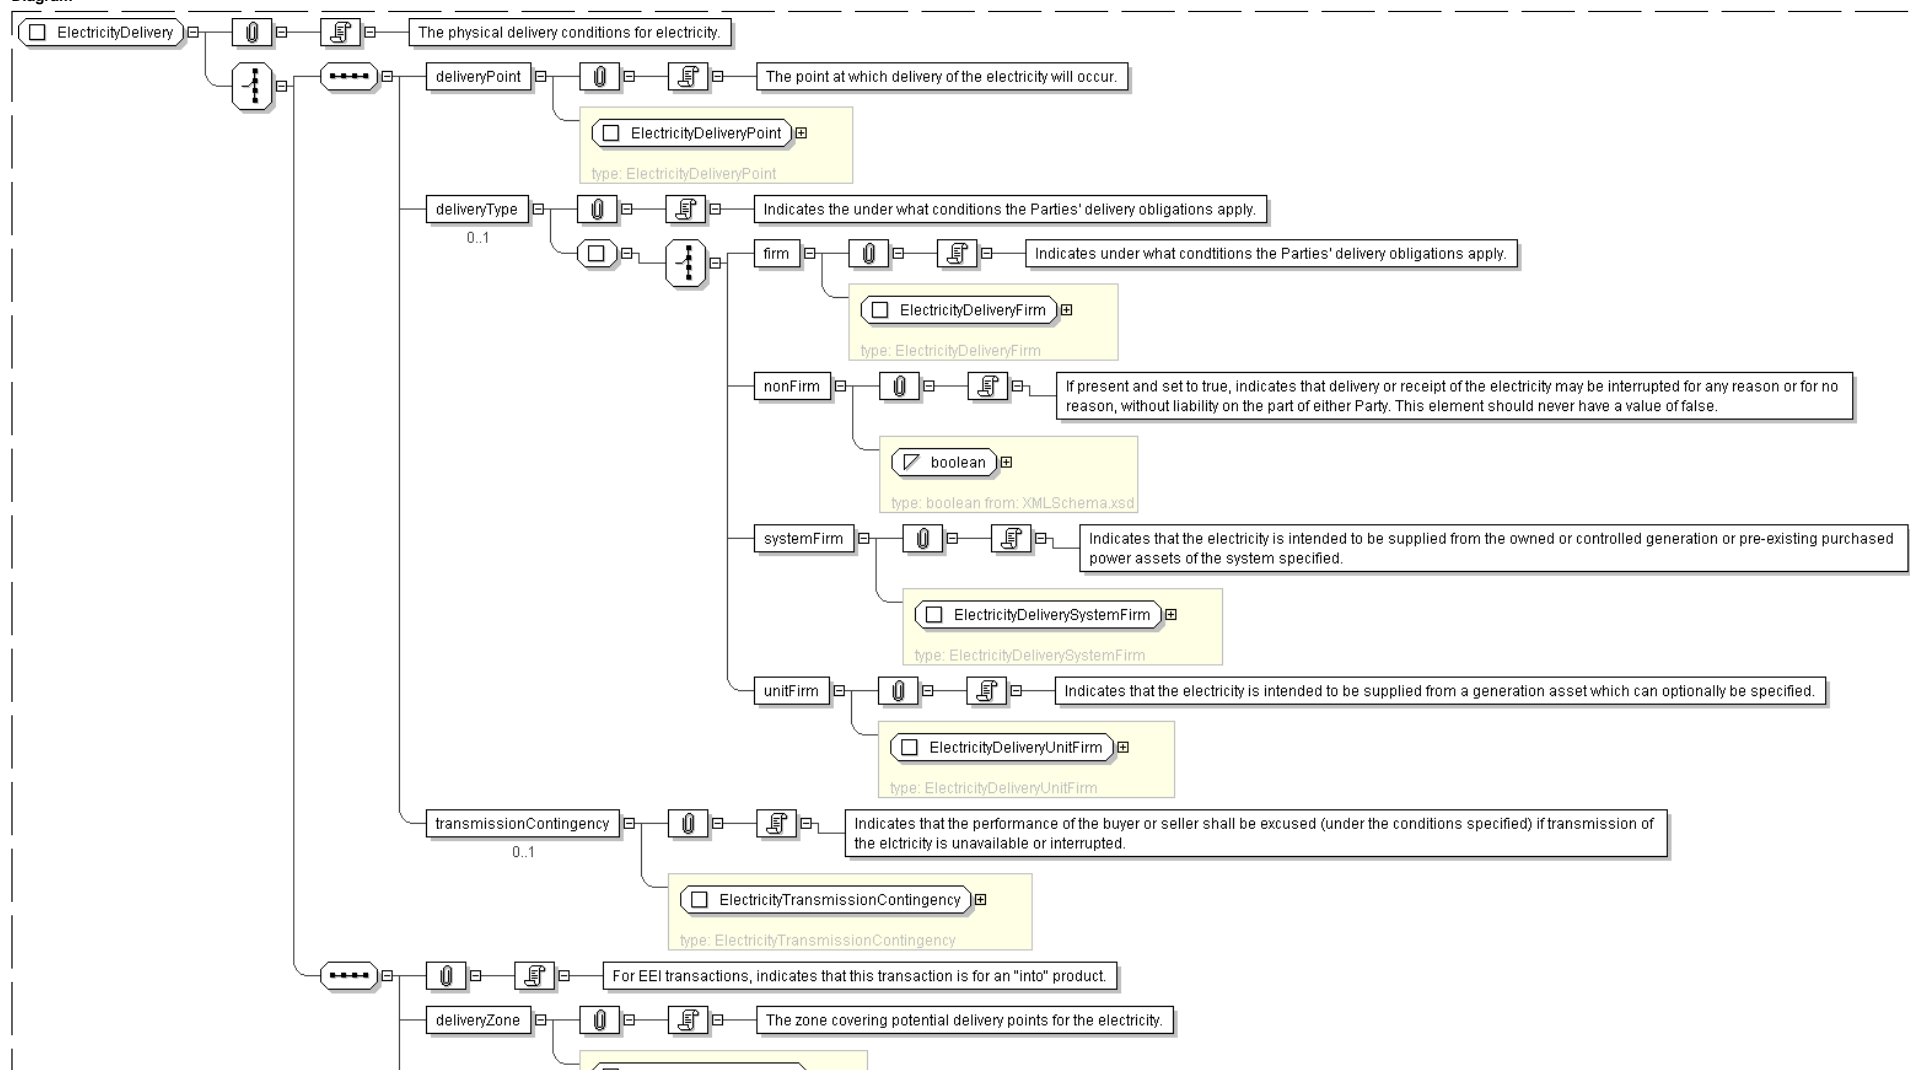 ElectricityDelivery
The physical delivery conditions for electricity.
deliveryPoint
The point at which delivery of the electricity will occur.
ElectricityDeliveryPoint
type: ElectricityDeliveryPoint
deliveryType
Indicates the under what conditions the Parties' delivery obligations apply.
0..1
firm
Indicates under what condtitions the Parties' delivery obligations apply.
ElectricityDeliveryFirm
type: ElectricityDeliveryFirm
nonFirm
If present and set to true, indicates that delivery or receipt of the electricity may be interrupted for any reason or for no
reason, without liability on the part of either Party. This element should never have a value of false.
boolean
type: boolean from: XMLSchema.xsd
systemFirm
Indicates that the electricity is intended to be supplied from the owned or controlled generation or pre-existing purchased
power assets of the system specified.
ElectricityDeliverySystemFirm
type: ElectricityDeliverySystemFirm
unitFirm
Indicates that the electricity is intended to be supplied from a generation asset which can optionally be specified.
ElectricityDeliveryUnitFirm
type: ElectricityDeliveryUnitFirm
transmissionContingency
Indicates that the performance of the buyer or seller shall be excused (under the conditions specified) if transmission of
the elctricity is unavailable or interrupted.
0..1
ElectricityTransmissionContingency
type: ElectricityTransmissionContingency
For EEI transactions, indicates that this transaction is for an "into" product.
deliveryZone
The zone covering potential delivery points for the electricity.